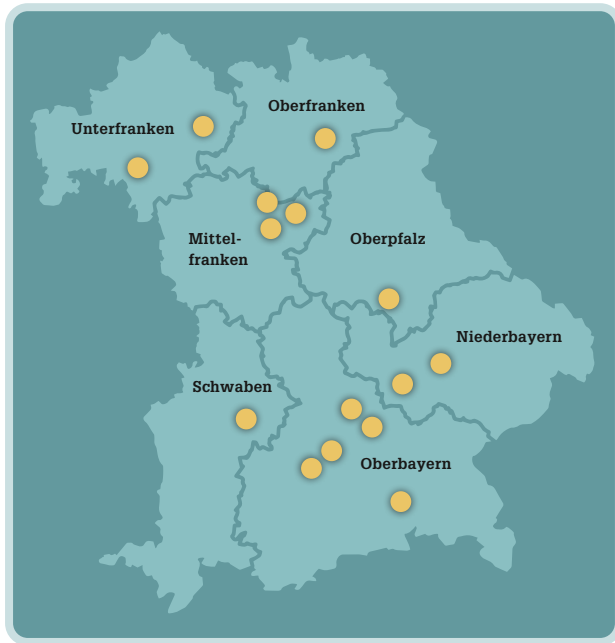 Oberfranken
Unterfranken
Mittel-
franken
Oberpfalz
Niederbayern
Schwaben
Oberbayern